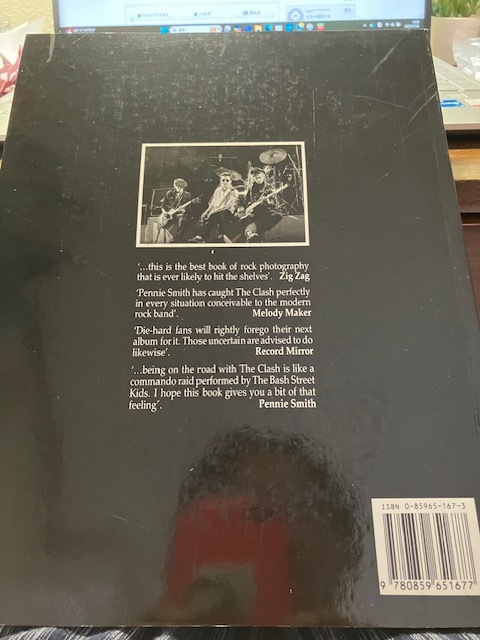 '...this is the best book of rock photography
that is ever likely to hit the shelves'. Zig Zag
'Pennie Smith has caught The Clash perfectly
in every situation conceivable to the modern
rock band'. Melody Maker
'Die-hard fans will rightly forego their next
album for it. Those uncertain are advised to do
likewise'. Record Mirror
'...being on the road with The Clash is like a
commando raid performed by The Bash Street
Kids. I hope this book gives you a bit of that
feeling'. Pennie Smith
ISBN 0-85965-167-3
9 780859 651677